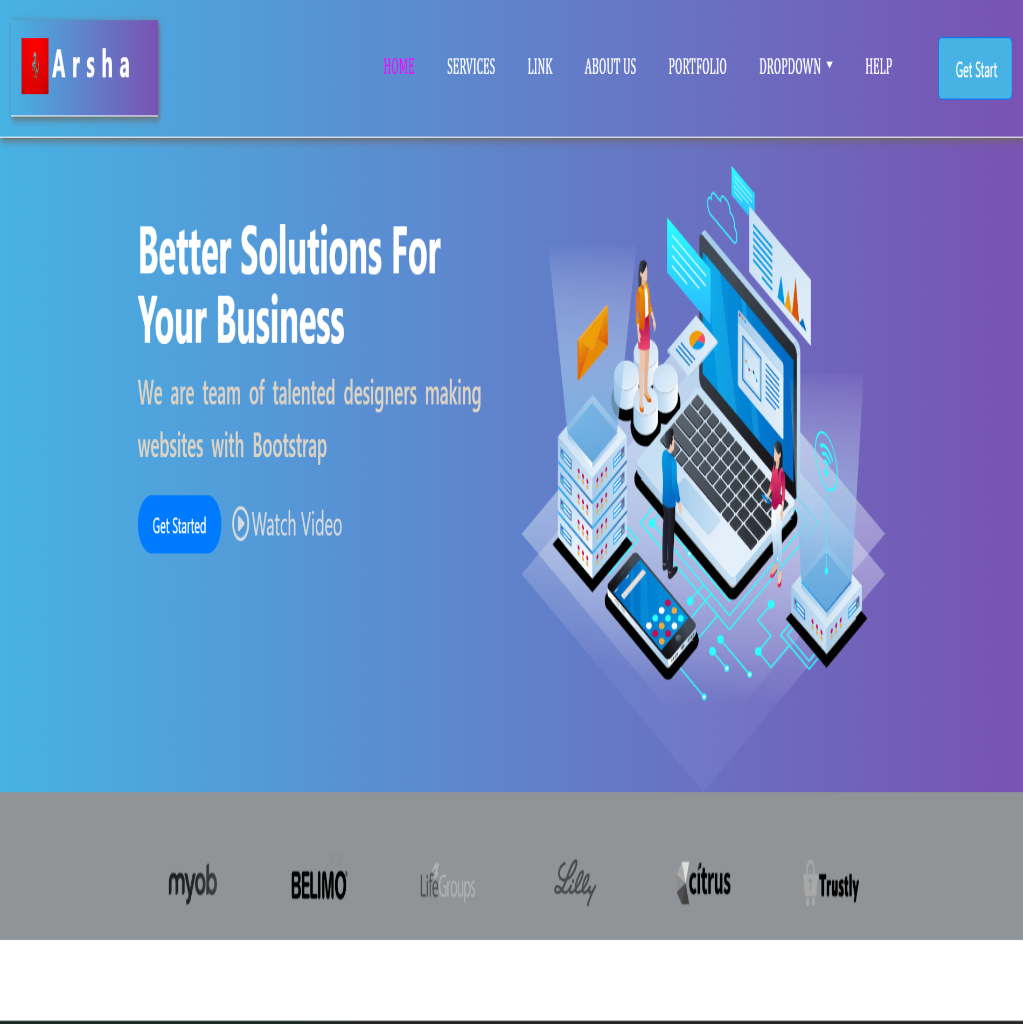 Arsha
HOME SERVICES LINK ABOUT US PORTFOLIO DROPDOWN ▼ HELP
Get Start
Better Solutions For
Your Business
We are team of talented designers making
websites with Bootstrap
Get Started
Watch Video
myob
BELIMO
LifeGroups
Lilly
citrus
Trustly